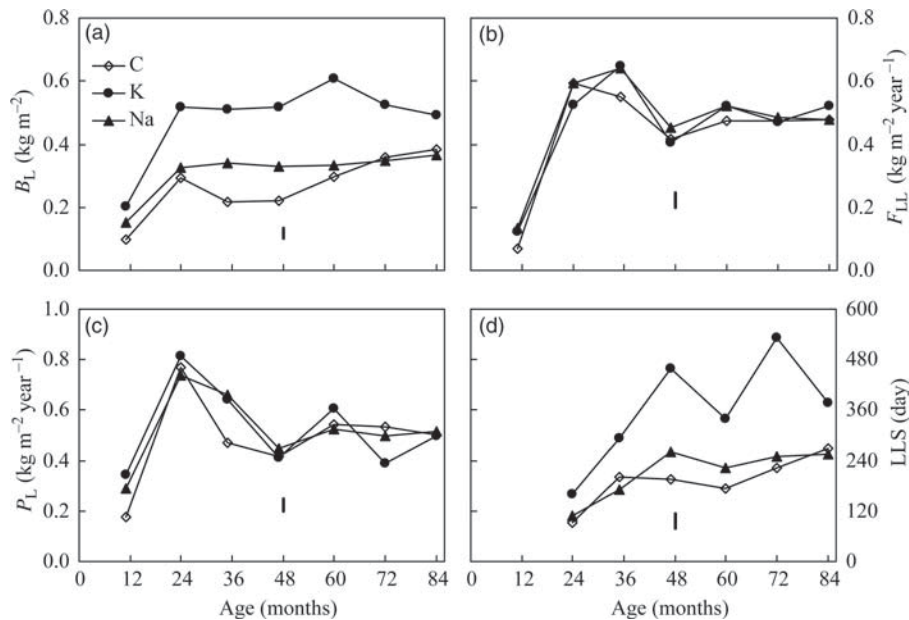 (a)
C
K
Na
0.8
0.6
0.4
0.2
0.0
B_L (kg m⁻²)
(b)
0.8
0.6
0.4
0.2
0.0
F_LL (kg m⁻² year⁻¹)
(c)
1.0
0.8
0.6
0.4
0.2
0.0
P_L (kg m⁻² year⁻¹)
0 12 24 36 48 60 72 84
Age (months)
(d)
600
480
360
240
120
0
LLS (day)
0 12 24 36 48 60 72 84
Age (months)